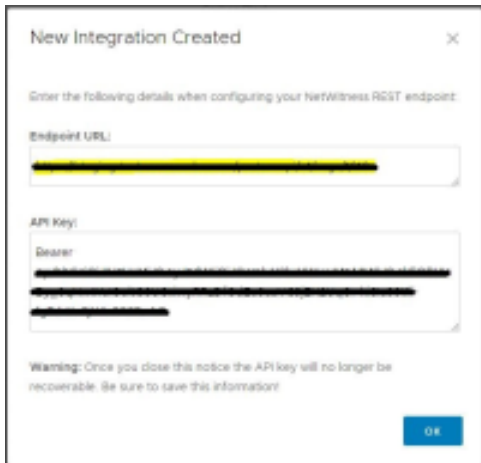 New Integration Created
Enter the following details when configuring your NetWitness REST endpoint:
Endpoint URL:
API Key:
Bearer
Warning: Once you close this notice the API key will no longer be
recoverable. Be sure to save this information!
OK